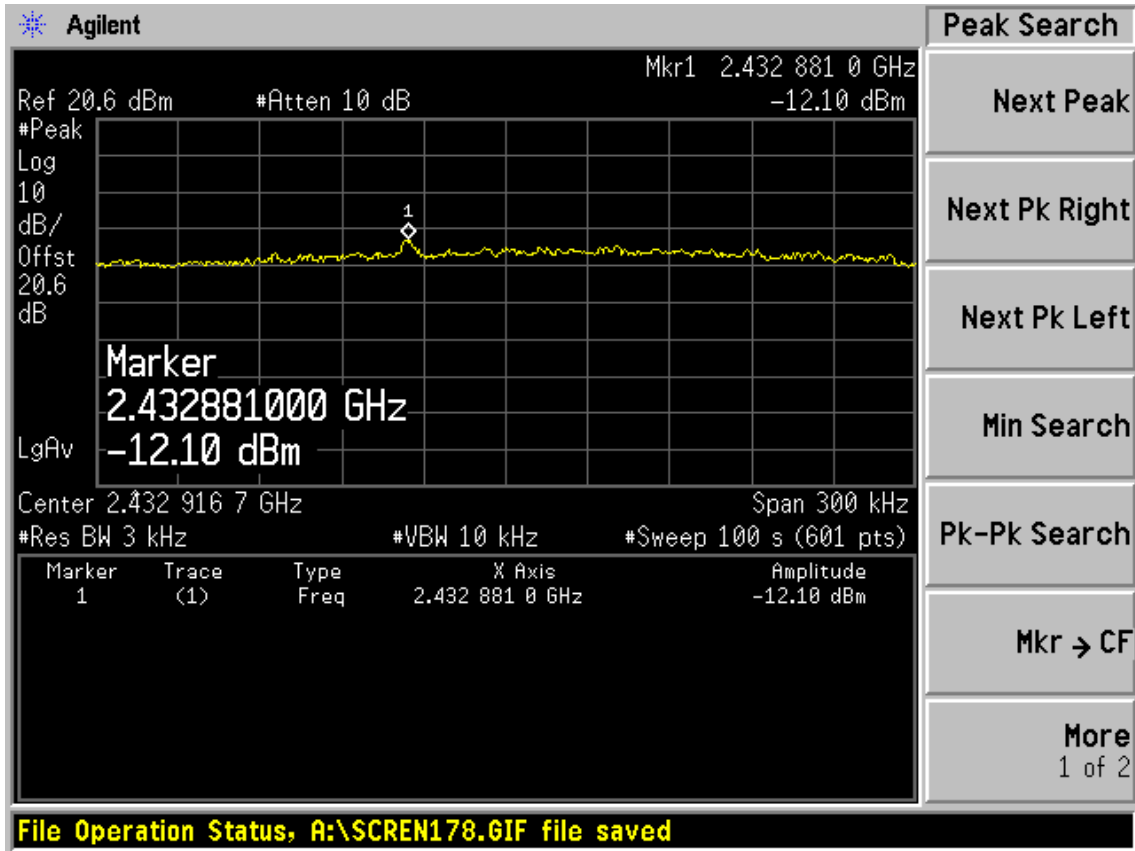 Agilent
Peak Search
Mkr1 2.432 881 0 GHz
Ref 20.6 dBm #Atten 10 dB -12.10 dBm
#Peak
Log
10
dB/
Offst
20.6
dB
LgAv
1
Marker
2.432881000 GHz
-12.10 dBm
Center 2.432 916 7 GHz Span 300 kHz
#Res BW 3 kHz #VBW 10 kHz #Sweep 100 s (601 pts)
Marker Trace Type X Axis Amplitude
1 (1) Freq 2.432 881 0 GHz -12.10 dBm
Next Peak
Next Pk Right
Next Pk Left
Min Search
Pk-Pk Search
Mkr → CF
More
1 of 2
File Operation Status, A:\SCREN178.GIF file saved